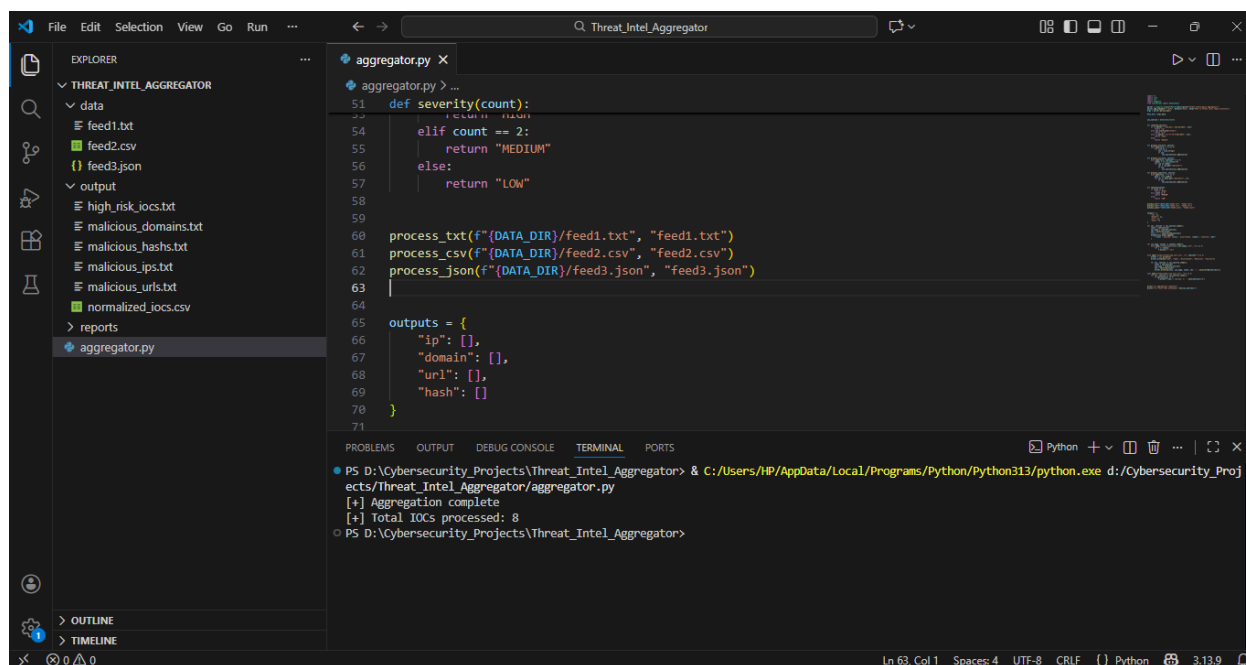 File Edit Selection View Go Run ···
Threat_Intel_Aggregator
EXPLORER ···
THREAT_INTEL_AGGREGATOR
data
feed1.txt
feed2.csv
feed3.json
output
high_risk_iocs.txt
malicious_domains.txt
malicious_hashs.txt
malicious_ips.txt
malicious_urls.txt
normalized_iocs.csv
reports
aggregator.py
OUTLINE
TIMELINE
aggregator.py
aggregator.py > ...
51 def severity(count):
53 return "HIGH"
54 elif count == 2:
55 return "MEDIUM"
56 else:
57 return "LOW"
58
59
60 process_txt(f"{DATA_DIR}/feed1.txt", "feed1.txt")
61 process_csv(f"{DATA_DIR}/feed2.csv", "feed2.csv")
62 process_json(f"{DATA_DIR}/feed3.json", "feed3.json")
63
64
65 outputs = {
66 "ip": [],
67 "domain": [],
68 "url": [],
69 "hash": []
70 }
71
PROBLEMS OUTPUT DEBUG CONSOLE TERMINAL PORTS
Python
PS D:\Cybersecurity_Projects\Threat_Intel_Aggregator> & C:/Users/HP/AppData/Local/Programs/Python/Python313/python.exe d:/Cybersecurity_Proj
ects/Threat_Intel_Aggregator/aggregator.py
[+] Aggregation complete
[+] Total IOCs processed: 8
PS D:\Cybersecurity_Projects\Threat_Intel_Aggregator>
1
0 0 Ln 63, Col 1 Spaces: 4 UTF-8 CRLF {} Python 3.13.9